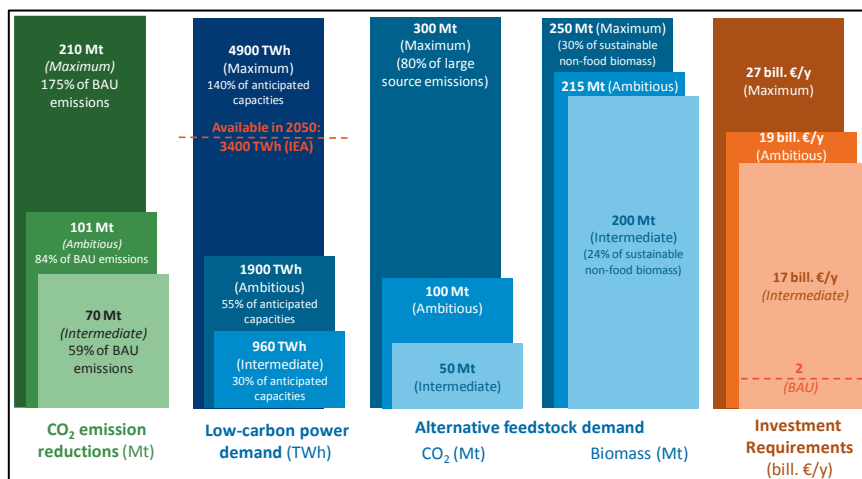 210 Mt
(Maximum)
175% of BAU
emissions
101 Mt
(Ambitious)
84% of BAU emissions
70 Mt
(Intermediate)
59% of BAU
emissions
CO₂ emission
reductions (Mt)
4900 TWh
(Maximum)
140% of anticipated
capacities
Available in 2050:
3400 TWh (IEA)
1900 TWh
(Ambitious)
55% of anticipated
capacities
960 TWh
(Intermediate)
30% of anticipated
capacities
Low-carbon power
demand (TWh)
300 Mt
(Maximum)
(80% of large
source emissions)
100 Mt
(Ambitious)
50 Mt
(Intermediate)
250 Mt (Maximum)
(30% of sustainable
non-food biomass)
215 Mt (Ambitious)
200 Mt
(Intermediate)
(24% of sustainable
non-food biomass)
Alternative feedstock demand
CO₂ (Mt)
Biomass (Mt)
27 bill. €/y
(Maximum)
19 bill. €/y
(Ambitious)
17 bill. €/y
(Intermediate)
2
(BAU)
Investment
Requirements
(bill. €/y)